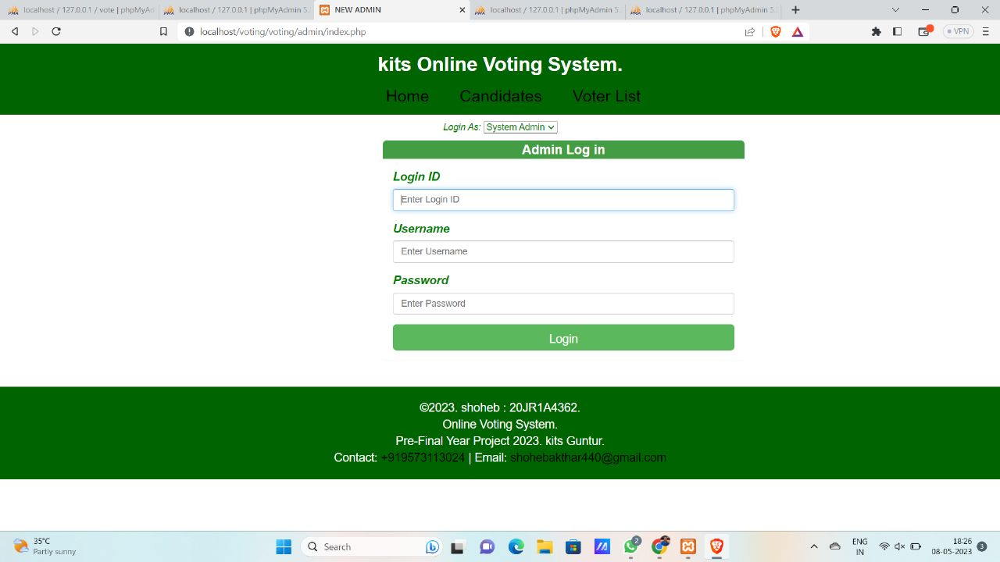 localhost / 127.0.0.1 / vote | phpMyAd
localhost / 127.0.0.1 | phpMyAdmin 5.
NEW ADMIN
localhost / 127.0.0.1 | phpMyAdmin 5.
localhost / 127.0.0.1 | phpMyAdmin 5.
localhost/voting/voting/admin/index.php
VPN
kits Online Voting System.
Home Candidates Voter List
Login As: System Admin
Admin Log in
Login ID
Enter Login ID
Username
Enter Username
Password
Enter Password
Login
©2023. shoheb : 20JR1A4362.
Online Voting System.
Pre-Final Year Project 2023. kits Guntur.
Contact: +919573113024 | Email: shohebakthar440@gmail.com
35°C
Partly sunny
Search
2
ENG
IN
18:26
08-05-2023
3